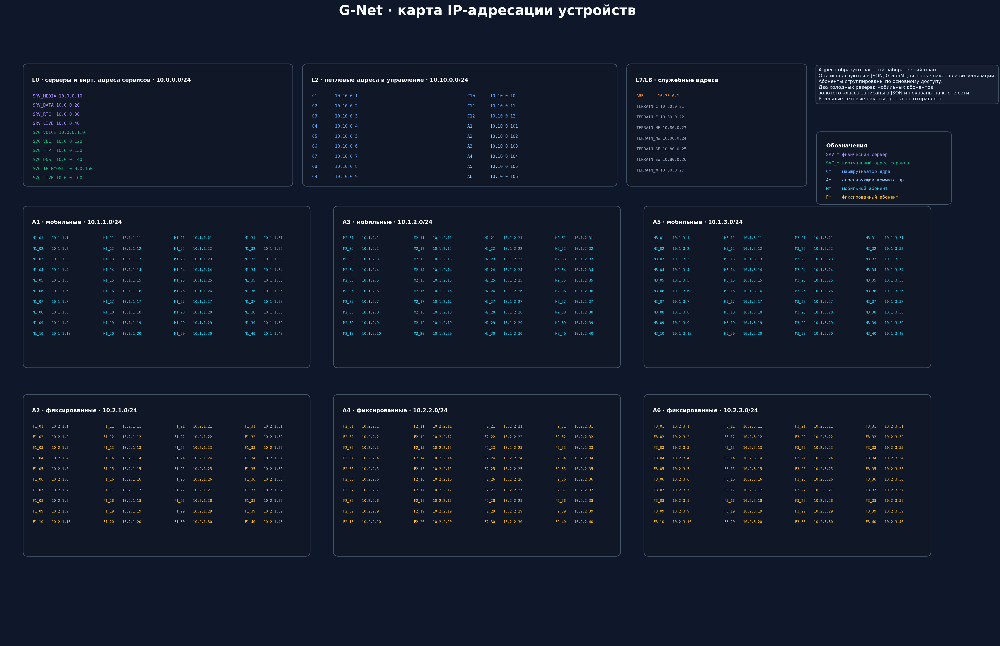 G-Net · карта IP-адресации устройств
L0 · серверы и вирт. адреса сервисов · 10.0.0.0/24
SRV_MEDIA 10.0.0.10
SRV_DATA 10.0.0.20
SRV_RTC 10.0.0.30
SRV_LIVE 10.0.0.40
SVC_VOICE 10.0.0.110
SVC_VLC 10.0.0.120
SVC_FTP 10.0.0.130
SVC_DNS 10.0.0.140
SVC_TELEMOST 10.0.0.150
SVC_LIVE 10.0.0.160
L2 · петлевые адреса и управление · 10.10.0.0/24
C1 10.10.0.1 C10 10.10.0.10
C2 10.10.0.2 C11 10.10.0.11
C3 10.10.0.3 C12 10.10.0.12
C4 10.10.0.4 A1 10.10.0.101
C5 10.10.0.5 A2 10.10.0.102
C6 10.10.0.6 A3 10.10.0.103
C7 10.10.0.7 A4 10.10.0.104
C8 10.10.0.8 A5 10.10.0.105
C9 10.10.0.9 A6 10.10.0.106
L7/L8 · служебные адреса
ARB 10.70.0.1
TERRAIN_C 10.80.0.21
TERRAIN_E 10.80.0.22
TERRAIN_NE 10.80.0.23
TERRAIN_NW 10.80.0.24
TERRAIN_SE 10.80.0.25
TERRAIN_SW 10.80.0.26
TERRAIN_W 10.80.0.27
Адреса образуют частный лабораторный план.
Они используются в JSON, GraphML, выборке пакетов и визуализации.
Абоненты сгруппированы по основному доступу.
Два холодных резерва мобильных абонентов
золотого класса записаны в JSON и показаны на карте сети.
Реальные сетевые пакеты проект не отправляет.
Обозначения
SRV_* физический сервер
SVC_* виртуальный адрес сервиса
C* маршрутизатор ядра
A* агрегирующий коммутатор
M* мобильный абонент
F* фиксированный абонент
A1 · мобильные · 10.1.1.0/24
M1_01 10.1.1.1 M1_11 10.1.1.11 M1_21 10.1.1.21 M1_31 10.1.1.31
M1_02 10.1.1.2 M1_12 10.1.1.12 M1_22 10.1.1.22 M1_32 10.1.1.32
M1_03 10.1.1.3 M1_13 10.1.1.13 M1_23 10.1.1.23 M1_33 10.1.1.33
M1_04 10.1.1.4 M1_14 10.1.1.14 M1_24 10.1.1.24 M1_34 10.1.1.34
M1_05 10.1.1.5 M1_15 10.1.1.15 M1_25 10.1.1.25 M1_35 10.1.1.35
M1_06 10.1.1.6 M1_16 10.1.1.16 M1_26 10.1.1.26 M1_36 10.1.1.36
M1_07 10.1.1.7 M1_17 10.1.1.17 M1_27 10.1.1.27 M1_37 10.1.1.37
M1_08 10.1.1.8 M1_18 10.1.1.18 M1_28 10.1.1.28 M1_38 10.1.1.38
M1_09 10.1.1.9 M1_19 10.1.1.19 M1_29 10.1.1.29 M1_39 10.1.1.39
M1_10 10.1.1.10 M1_20 10.1.1.20 M1_30 10.1.1.30 M1_40 10.1.1.40
A3 · мобильные · 10.1.2.0/24
M2_01 10.1.2.1 M2_11 10.1.2.11 M2_21 10.1.2.21 M2_31 10.1.2.31
M2_02 10.1.2.2 M2_12 10.1.2.12 M2_22 10.1.2.22 M2_32 10.1.2.32
M2_03 10.1.2.3 M2_13 10.1.2.13 M2_23 10.1.2.23 M2_33 10.1.2.33
M2_04 10.1.2.4 M2_14 10.1.2.14 M2_24 10.1.2.24 M2_34 10.1.2.34
M2_05 10.1.2.5 M2_15 10.1.2.15 M2_25 10.1.2.25 M2_35 10.1.2.35
M2_06 10.1.2.6 M2_16 10.1.2.16 M2_26 10.1.2.26 M2_36 10.1.2.36
M2_07 10.1.2.7 M2_17 10.1.2.17 M2_27 10.1.2.27 M2_37 10.1.2.37
M2_08 10.1.2.8 M2_18 10.1.2.18 M2_28 10.1.2.28 M2_38 10.1.2.38
M2_09 10.1.2.9 M2_19 10.1.2.19 M2_29 10.1.2.29 M2_39 10.1.2.39
M2_10 10.1.2.10 M2_20 10.1.2.20 M2_30 10.1.2.30 M2_40 10.1.2.40
A5 · мобильные · 10.1.3.0/24
M3_01 10.1.3.1 M3_11 10.1.3.11 M3_21 10.1.3.21 M3_31 10.1.3.31
M3_02 10.1.3.2 M3_12 10.1.3.12 M3_22 10.1.3.22 M3_32 10.1.3.32
M3_03 10.1.3.3 M3_13 10.1.3.13 M3_23 10.1.3.23 M3_33 10.1.3.33
M3_04 10.1.3.4 M3_14 10.1.3.14 M3_24 10.1.3.24 M3_34 10.1.3.34
M3_05 10.1.3.5 M3_15 10.1.3.15 M3_25 10.1.3.25 M3_35 10.1.3.35
M3_06 10.1.3.6 M3_16 10.1.3.16 M3_26 10.1.3.26 M3_36 10.1.3.36
M3_07 10.1.3.7 M3_17 10.1.3.17 M3_27 10.1.3.27 M3_37 10.1.3.37
M3_08 10.1.3.8 M3_18 10.1.3.18 M3_28 10.1.3.28 M3_38 10.1.3.38
M3_09 10.1.3.9 M3_19 10.1.3.19 M3_29 10.1.3.29 M3_39 10.1.3.39
M3_10 10.1.3.10 M3_20 10.1.3.20 M3_30 10.1.3.30 M3_40 10.1.3.40
A2 · фиксированные · 10.2.1.0/24
F1_01 10.2.1.1 F1_11 10.2.1.11 F1_21 10.2.1.21 F1_31 10.2.1.31
F1_02 10.2.1.2 F1_12 10.2.1.12 F1_22 10.2.1.22 F1_32 10.2.1.32
F1_03 10.2.1.3 F1_13 10.2.1.13 F1_23 10.2.1.23 F1_33 10.2.1.33
F1_04 10.2.1.4 F1_14 10.2.1.14 F1_24 10.2.1.24 F1_34 10.2.1.34
F1_05 10.2.1.5 F1_15 10.2.1.15 F1_25 10.2.1.25 F1_35 10.2.1.35
F1_06 10.2.1.6 F1_16 10.2.1.16 F1_26 10.2.1.26 F1_36 10.2.1.36
F1_07 10.2.1.7 F1_17 10.2.1.17 F1_27 10.2.1.27 F1_37 10.2.1.37
F1_08 10.2.1.8 F1_18 10.2.1.18 F1_28 10.2.1.28 F1_38 10.2.1.38
F1_09 10.2.1.9 F1_19 10.2.1.19 F1_29 10.2.1.29 F1_39 10.2.1.39
F1_10 10.2.1.10 F1_20 10.2.1.20 F1_30 10.2.1.30 F1_40 10.2.1.40
A4 · фиксированные · 10.2.2.0/24
F2_01 10.2.2.1 F2_11 10.2.2.11 F2_21 10.2.2.21 F2_31 10.2.2.31
F2_02 10.2.2.2 F2_12 10.2.2.12 F2_22 10.2.2.22 F2_32 10.2.2.32
F2_03 10.2.2.3 F2_13 10.2.2.13 F2_23 10.2.2.23 F2_33 10.2.2.33
F2_04 10.2.2.4 F2_14 10.2.2.14 F2_24 10.2.2.24 F2_34 10.2.2.34
F2_05 10.2.2.5 F2_15 10.2.2.15 F2_25 10.2.2.25 F2_35 10.2.2.35
F2_06 10.2.2.6 F2_16 10.2.2.16 F2_26 10.2.2.26 F2_36 10.2.2.36
F2_07 10.2.2.7 F2_17 10.2.2.17 F2_27 10.2.2.27 F2_37 10.2.2.37
F2_08 10.2.2.8 F2_18 10.2.2.18 F2_28 10.2.2.28 F2_38 10.2.2.38
F2_09 10.2.2.9 F2_19 10.2.2.19 F2_29 10.2.2.29 F2_39 10.2.2.39
F2_10 10.2.2.10 F2_20 10.2.2.20 F2_30 10.2.2.30 F2_40 10.2.2.40
A6 · фиксированные · 10.2.3.0/24
F3_01 10.2.3.1 F3_11 10.2.3.11 F3_21 10.2.3.21 F3_31 10.2.3.31
F3_02 10.2.3.2 F3_12 10.2.3.12 F3_22 10.2.3.22 F3_32 10.2.3.32
F3_03 10.2.3.3 F3_13 10.2.3.13 F3_23 10.2.3.23 F3_33 10.2.3.33
F3_04 10.2.3.4 F3_14 10.2.3.14 F3_24 10.2.3.24 F3_34 10.2.3.34
F3_05 10.2.3.5 F3_15 10.2.3.15 F3_25 10.2.3.25 F3_35 10.2.3.35
F3_06 10.2.3.6 F3_16 10.2.3.16 F3_26 10.2.3.26 F3_36 10.2.3.36
F3_07 10.2.3.7 F3_17 10.2.3.17 F3_27 10.2.3.27 F3_37 10.2.3.37
F3_08 10.2.3.8 F3_18 10.2.3.18 F3_28 10.2.3.28 F3_38 10.2.3.38
F3_09 10.2.3.9 F3_19 10.2.3.19 F3_29 10.2.3.29 F3_39 10.2.3.39
F3_10 10.2.3.10 F3_20 10.2.3.20 F3_30 10.2.3.30 F3_40 10.2.3.40